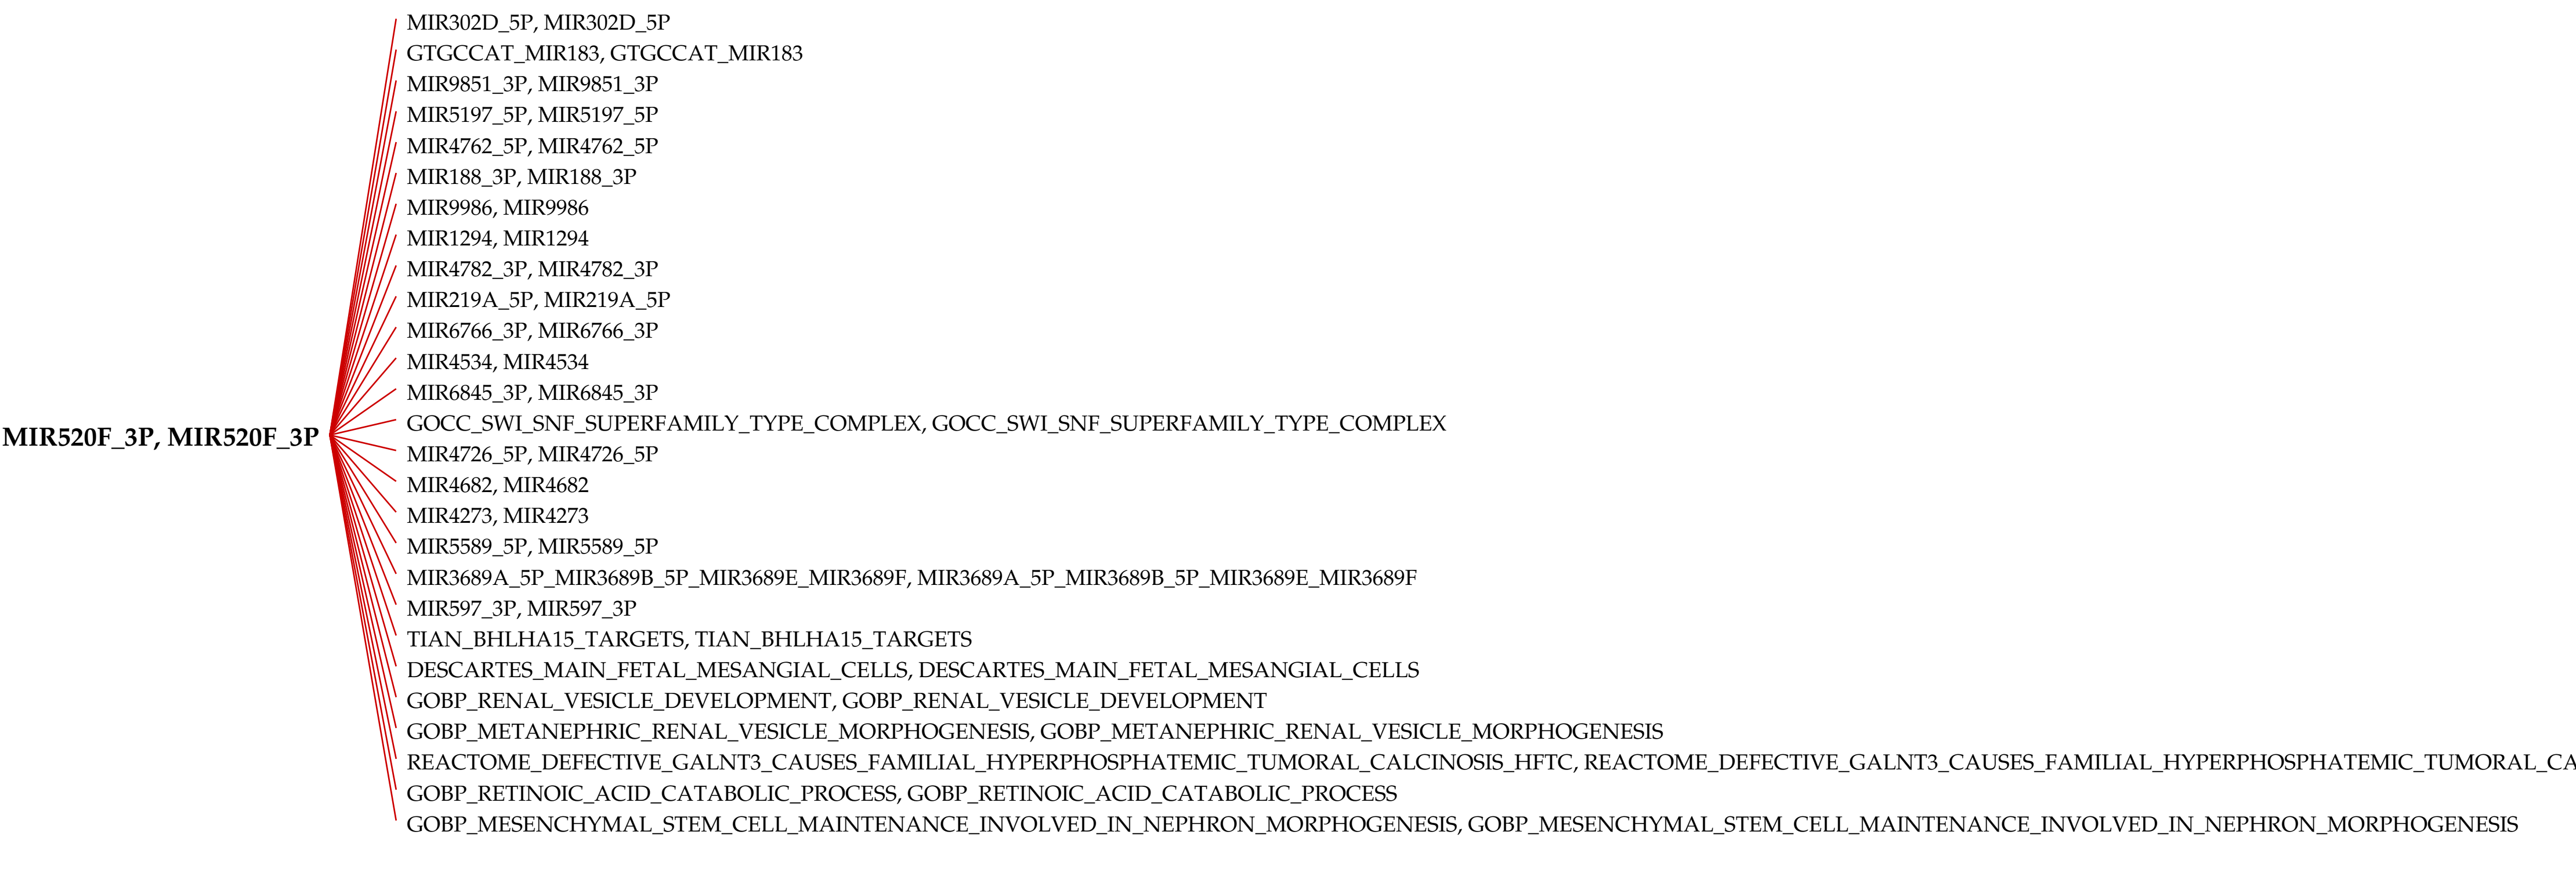 MIR302D_5P, MIR302D_5P
GTGCCAT_MIR183, GTGCCAT_MIR183
MIR9851_3P, MIR9851_3P
MIR5197_5P, MIR5197_5P
MIR4762_5P, MIR4762_5P
MIR188_3P, MIR188_3P
MIR9986, MIR9986
MIR1294, MIR1294
MIR4782_3P, MIR4782_3P
MIR219A_5P, MIR219A_5P
MIR6766_3P, MIR6766_3P
MIR4534, MIR4534
MIR6845_3P, MIR6845_3P
GOCC_SWI_SNF_SUPERFAMILY_TYPE_COMPLEX, GOCC_SWI_SNF_SUPERFAMILY_TYPE_COMPLEX
MIR520F_3P, MIR520F_3P
MIR4726_5P, MIR4726_5P
MIR4682, MIR4682
MIR4273, MIR4273
MIR5589_5P, MIR5589_5P
MIR3689A_5P_MIR3689B_5P_MIR3689E_MIR3689F, MIR3689A_5P_MIR3689B_5P_MIR3689E_MIR3689F
MIR597_3P, MIR597_3P
TIAN_BHLHA15_TARGETS, TIAN_BHLHA15_TARGETS
DESCARTES_MAIN_FETAL_MESANGIAL_CELLS, DESCARTES_MAIN_FETAL_MESANGIAL_CELLS
GOBP_RENAL_VESICLE_DEVELOPMENT, GOBP_RENAL_VESICLE_DEVELOPMENT
GOBP_METANEPHRIC_RENAL_VESICLE_MORPHOGENESIS, GOBP_METANEPHRIC_RENAL_VESICLE_MORPHOGENESIS
REACTOME_DEFECTIVE_GALNT3_CAUSES_FAMILIAL_HYPERPHOSPHATEMIC_TUMORAL_CALCINOSIS_HFTC, REACTOME_DEFECTIVE_GALNT3_CAUSES_FAMILIAL_HYPERPHOSPHATEMIC_TUMORAL_CA
GOBP_RETINOIC_ACID_CATABOLIC_PROCESS, GOBP_RETINOIC_ACID_CATABOLIC_PROCESS
GOBP_MESENCHYMAL_STEM_CELL_MAINTENANCE_INVOLVED_IN_NEPHRON_MORPHOGENESIS, GOBP_MESENCHYMAL_STEM_CELL_MAINTENANCE_INVOLVED_IN_NEPHRON_MORPHOGENESIS